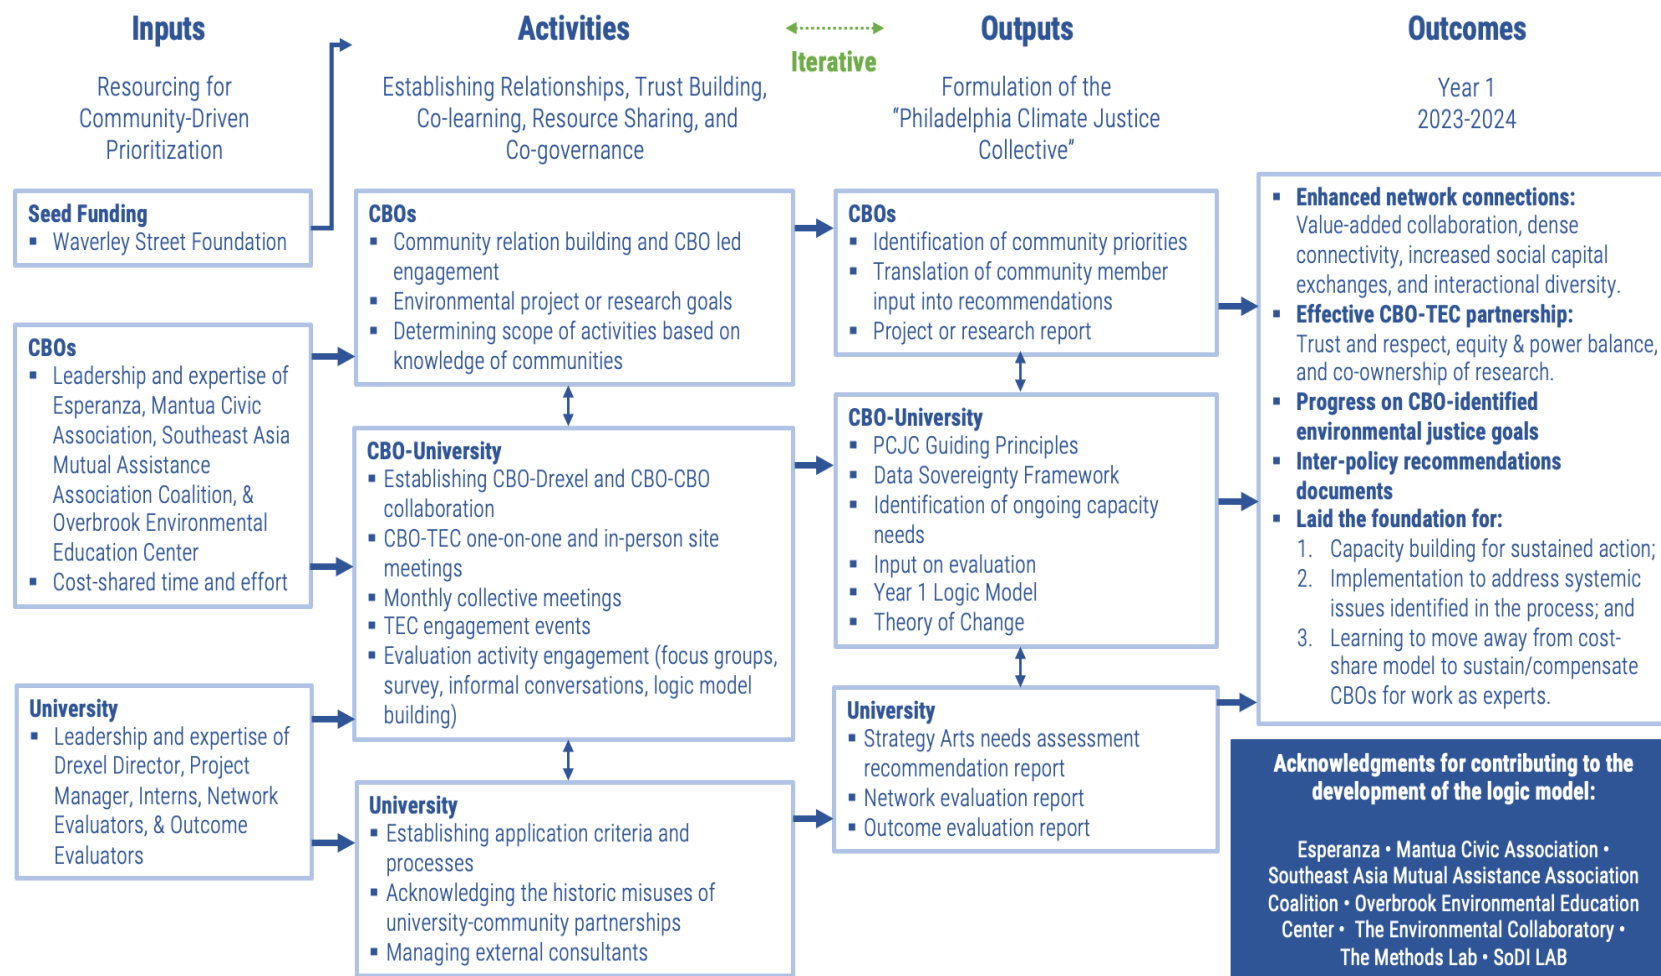 Inputs
Resourcing for
Community-Driven
Prioritization
Seed Funding
▪ Waverley Street Foundation
CBOs
▪ Leadership and expertise of
Esperanza, Mantua Civic
Association, Southeast Asia
Mutual Assistance
Association Coalition, &
Overbrook Environmental
Education Center
▪ Cost-shared time and effort
University
▪ Leadership and expertise of
Drexel Director, Project
Manager, Interns, Network
Evaluators, & Outcome
Evaluators
Activities
Establishing Relationships, Trust Building,
Co-learning, Resource Sharing, and
Co-governance
CBOs
▪ Community relation building and CBO led
engagement
▪ Environmental project or research goals
▪ Determining scope of activities based on
knowledge of communities
CBO-University
▪ Establishing CBO-Drexel and CBO-CBO
collaboration
▪ CBO-TEC one-on-one and in-person site
meetings
▪ Monthly collective meetings
▪ TEC engagement events
▪ Evaluation activity engagement (focus groups,
survey, informal conversations, logic model
building)
University
▪ Establishing application criteria and
processes
▪ Acknowledging the historic misuses of
university-community partnerships
▪ Managing external consultants
Iterative
Outputs
Formulation of the
"Philadelphia Climate Justice
Collective"
CBOs
▪ Identification of community priorities
▪ Translation of community member
input into recommendations
▪ Project or research report
CBO-University
▪ PCJC Guiding Principles
▪ Data Sovereignty Framework
▪ Identification of ongoing capacity
needs
▪ Input on evaluation
▪ Year 1 Logic Model
▪ Theory of Change
University
▪ Strategy Arts needs assessment
recommendation report
▪ Network evaluation report
▪ Outcome evaluation report
Outcomes
Year 1
2023-2024
▪ Enhanced network connections:
Value-added collaboration, dense
connectivity, increased social capital
exchanges, and interactional diversity.
▪ Effective CBO-TEC partnership:
Trust and respect, equity & power balance,
and co-ownership of research.
▪ Progress on CBO-identified
environmental justice goals
▪ Inter-policy recommendations
documents
▪ Laid the foundation for:
1. Capacity building for sustained action;
2. Implementation to address systemic
issues identified in the process; and
3. Learning to move away from cost-
share model to sustain/compensate
CBOs for work as experts.
Acknowledgments for contributing to the
development of the logic model:
Esperanza • Mantua Civic Association •
Southeast Asia Mutual Assistance Association
Coalition • Overbrook Environmental Education
Center • The Environmental Collaboratory •
The Methods Lab • SoDI LAB